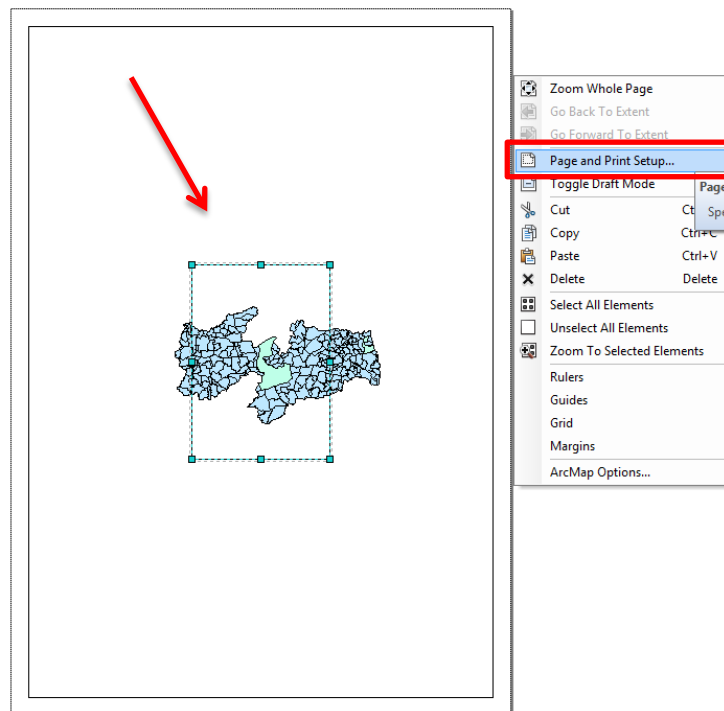 Zoom Whole Page
Go Back To Extent
Go Forward To Extent
Page and Print Setup...
Toggle Draft Mode
Page
Cut
Spe
Copy Ctrl+C
Paste Ctrl+V
Delete Delete
Select All Elements
Unselect All Elements
Zoom To Selected Elements
Rulers
Guides
Grid
Margins
ArcMap Options...